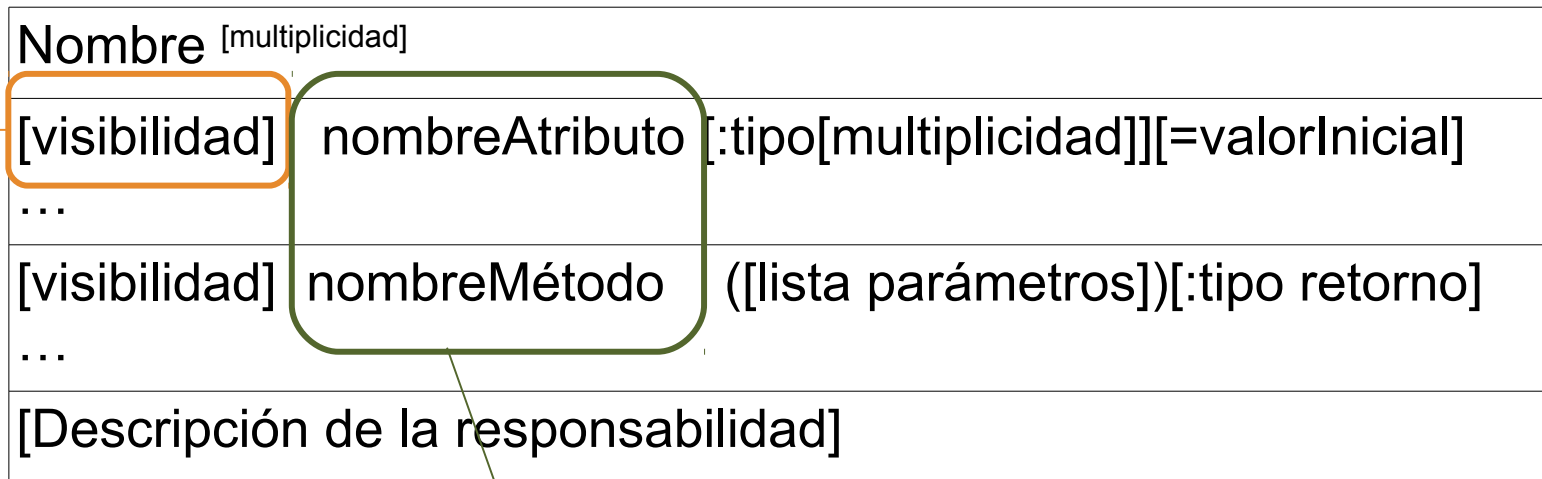 Nombre [multiplicidad]
[visibilidad] nombreAtributo [:tipo[multiplicidad]][=valorInicial]
…
[visibilidad] nombreMétodo ([lista parámetros])[:tipo retorno]
…
[Descripción de la responsabilidad]